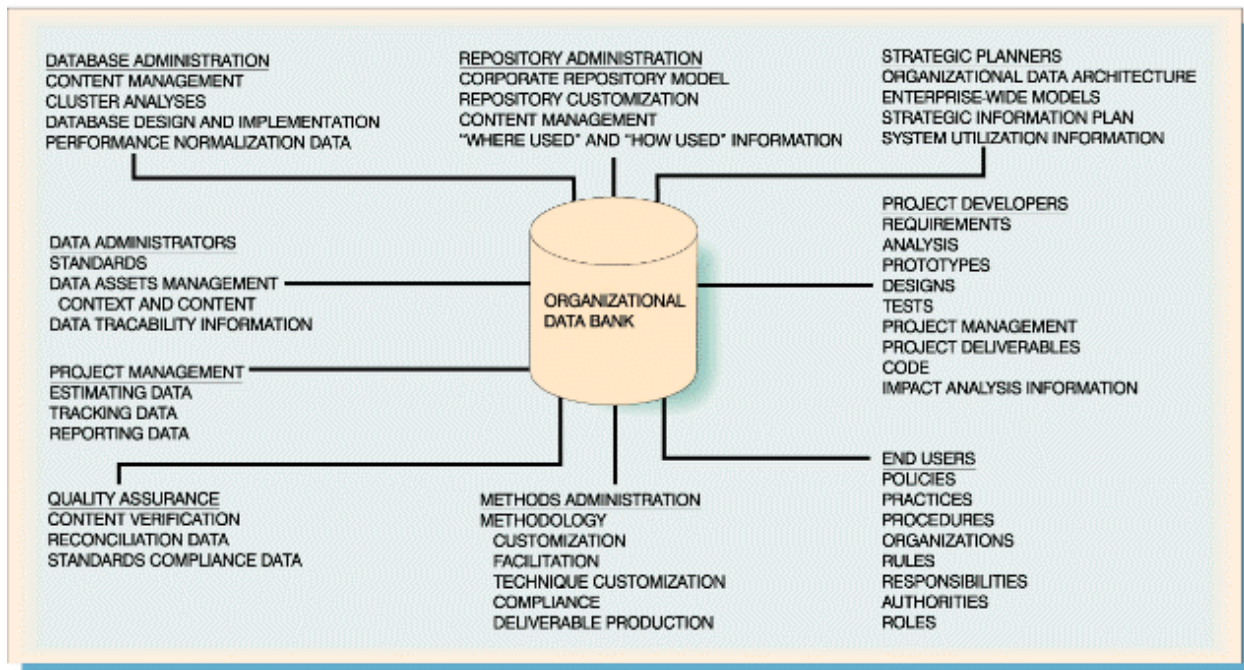 DATABASE ADMINISTRATION
CONTENT MANAGEMENT
CLUSTER ANALYSES
DATABASE DESIGN AND IMPLEMENTATION
PERFORMANCE NORMALIZATION DATA
REPOSITORY ADMINISTRATION
CORPORATE REPOSITORY MODEL
REPOSITORY CUSTOMIZATION
CONTENT MANAGEMENT
“WHERE USED” AND “HOW USED” INFORMATION
STRATEGIC PLANNERS
ORGANIZATIONAL DATA ARCHITECTURE
ENTERPRISE-WIDE MODELS
STRATEGIC INFORMATION PLAN
SYSTEM UTILIZATION INFORMATION
DATA ADMINISTRATORS
STANDARDS
DATA ASSETS MANAGEMENT
CONTEXT AND CONTENT
DATA TRACABILITY INFORMATION
ORGANIZATIONAL
DATA BANK
PROJECT DEVELOPERS
REQUIREMENTS
ANALYSIS
PROTOTYPES
DESIGNS
TESTS
PROJECT MANAGEMENT
PROJECT DELIVERABLES
CODE
IMPACT ANALYSIS INFORMATION
PROJECT MANAGEMENT
ESTIMATING DATA
TRACKING DATA
REPORTING DATA
QUALITY ASSURANCE
CONTENT VERIFICATION
RECONCILIATION DATA
STANDARDS COMPLIANCE DATA
METHODS ADMINISTRATION
METHODOLOGY
CUSTOMIZATION
FACILITATION
TECHNIQUE CUSTOMIZATION
COMPLIANCE
DELIVERABLE PRODUCTION
END USERS
POLICIES
PRACTICES
PROCEDURES
ORGANIZATIONS
RULES
RESPONSIBILITIES
AUTHORITIES
ROLES